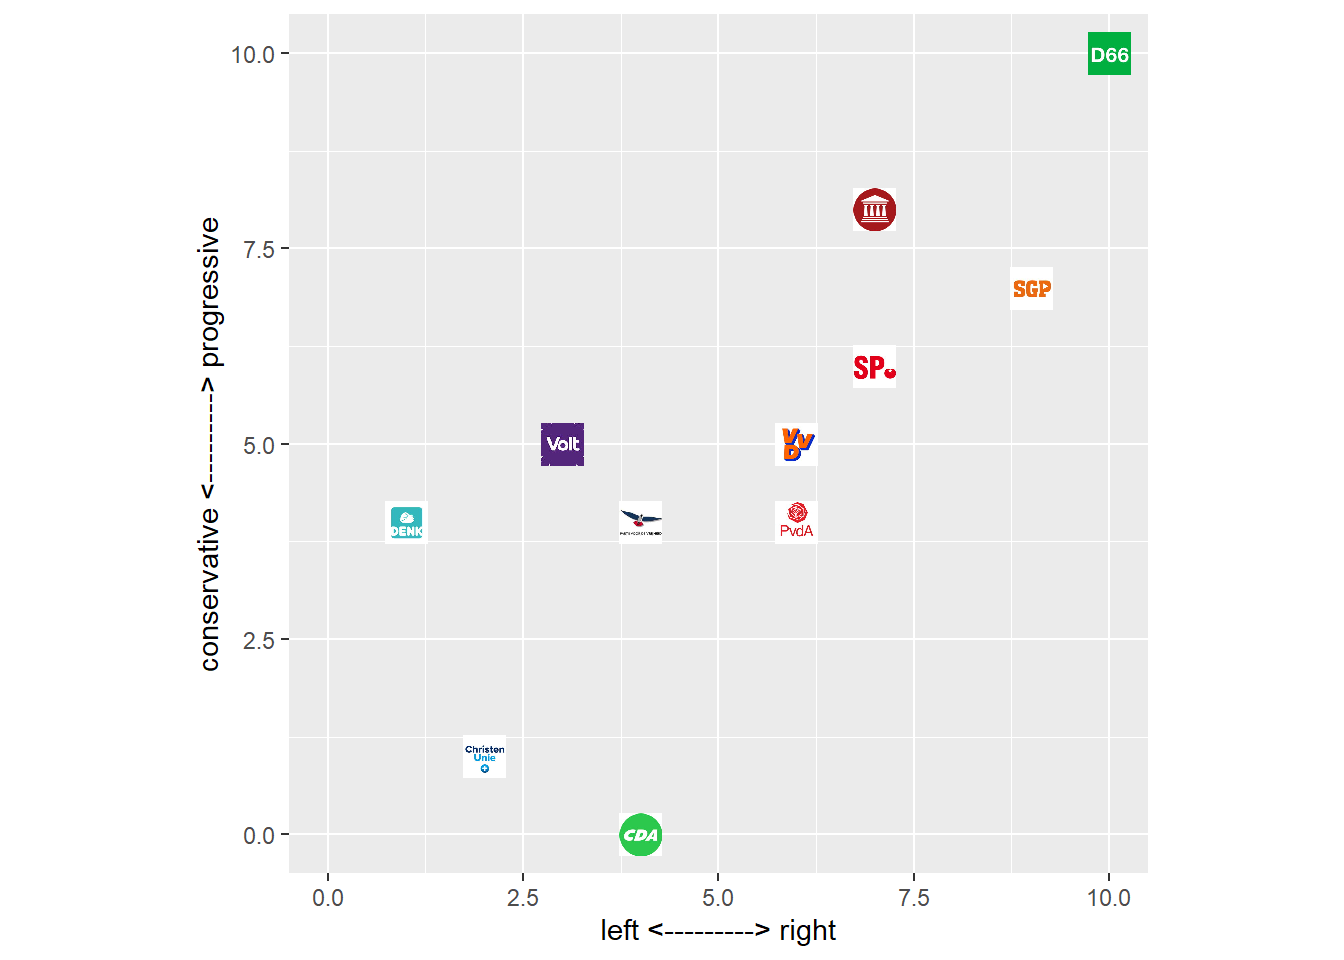 10.0
D66
7.5
SGP
SP
5.0
Volt
VVD
DENK
PvdA
2.5
Christen
Unie
0.0
CDA
0.0 2.5 5.0 7.5 10.0
left <---------> right
conservative <---------> progressive